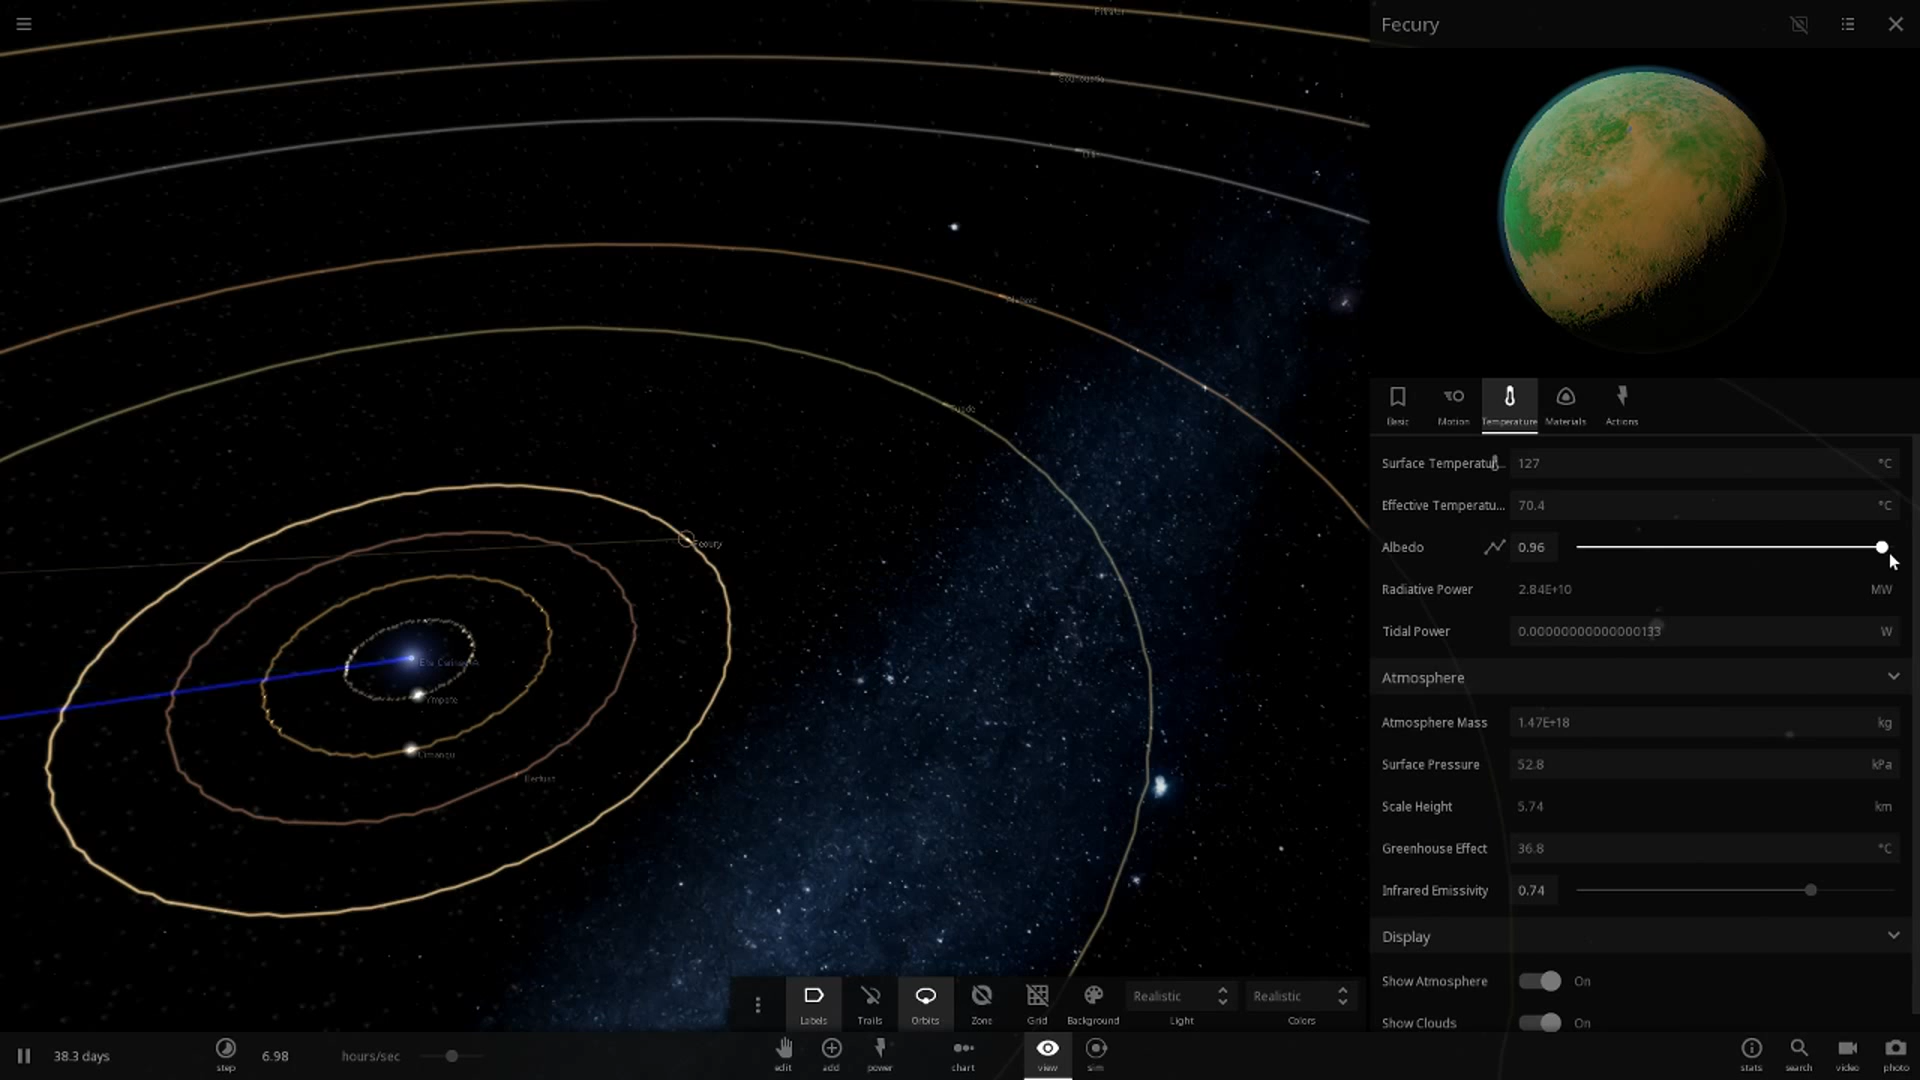 Fecury
Basic
Motion
Temperature
Materials
Actions
Surface Temperatu...
127
°C
Effective Temperatu...
70.4
°C
Albedo
0.96
Radiative Power
2.84E+10
MW
Tidal Power
0.00000000000000133
W
Atmosphere
Atmosphere Mass
1.47E+18
kg
Surface Pressure
52.8
kPa
Scale Height
5.74
km
Greenhouse Effect
36.8
°C
Infrared Emissivity
0.74
Display
Show Atmosphere
On
Show Clouds
On
Fecury
Labels
Trails
Orbits
Zone
Grid
Background
Realistic
Light
Realistic
Colors
38.3 days
step
6.98
hours/sec
edit
add
power
chart
view
sim
stats
search
video
photo